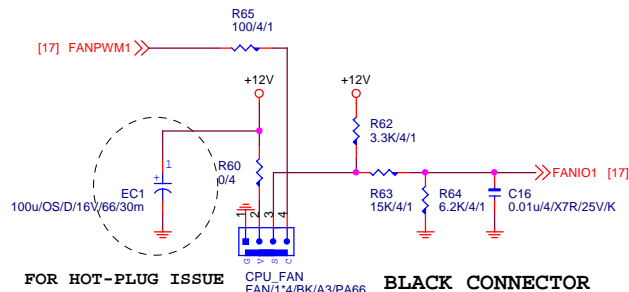 R65
100/4/1
[17] FANPWM1
+12V
+12V
R62
3.3K/4/1
1
R60
0/4
+
EC1
100u/OS/D/16V/66/30m
FANIO1 [17]
R63
15K/4/1
R64
6.2K/4/1
C16
0.01u/4/X7R/25V/K
1 2 3 4
G V S C
FOR HOT-PLUG ISSUE
CPU_FAN
FAN/1*4/BK/A3/PA66
BLACK CONNECTOR